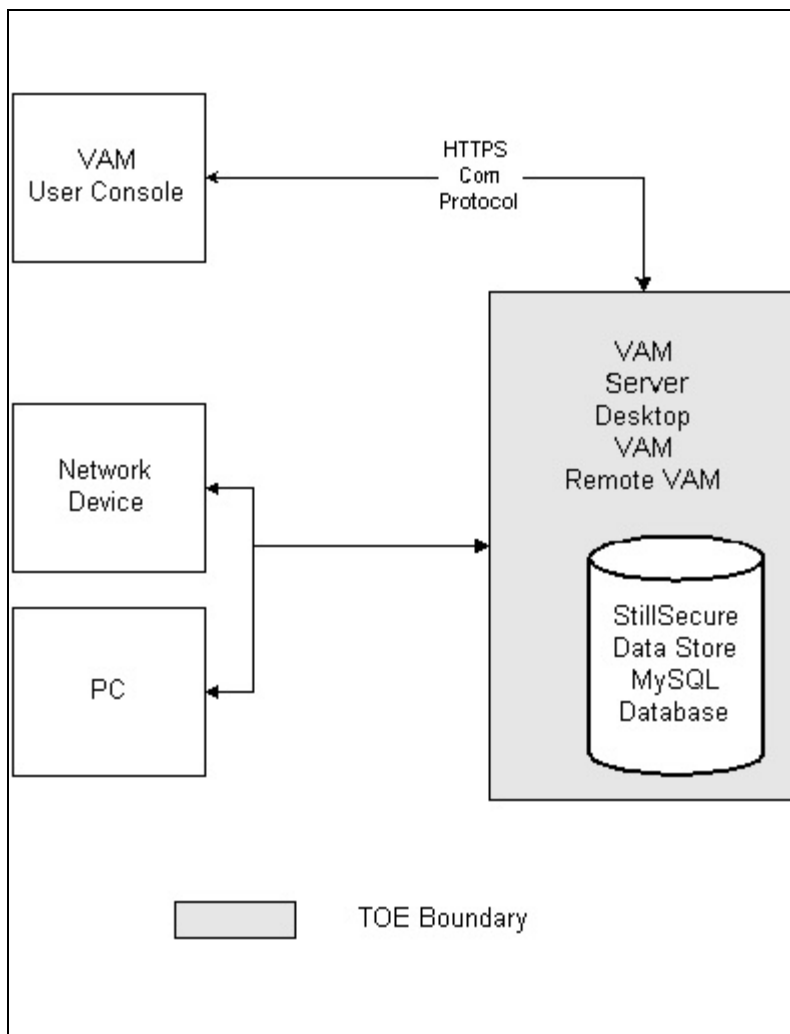 VAM
User Console
HTTPS
Com
Protocol
VAM
Server
Desktop
VAM
Remote VAM
Network
Device
StillSecure
Data Store
MySQL
Database
PC
TOE Boundary